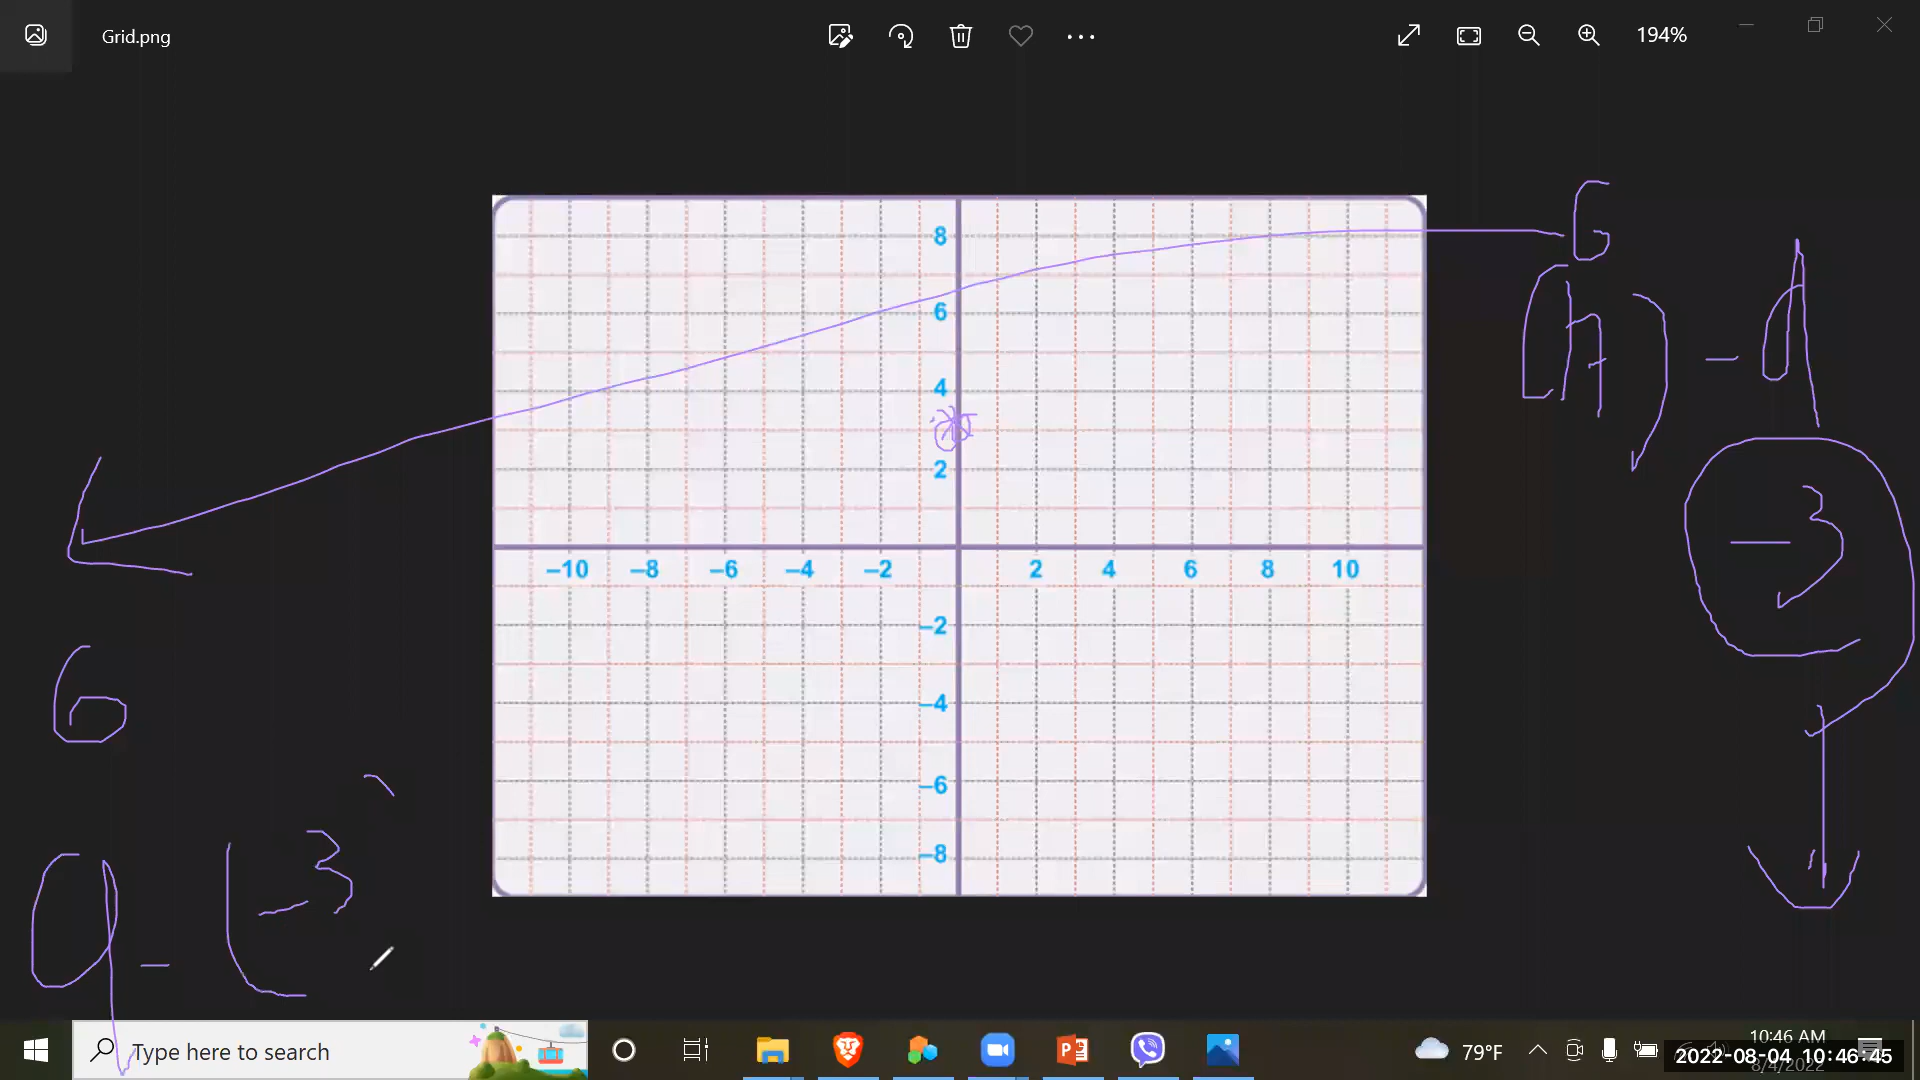 Grid.png
194%
8
6
4
2
-10 -8 -6 -4 -2 2 4 6 8 10
-2
-4
-6
-8
6
-3
6
9 - (-3
Type here to search
79°F
10:46 AM
8/4/2022
2022-08-04 10:46:45